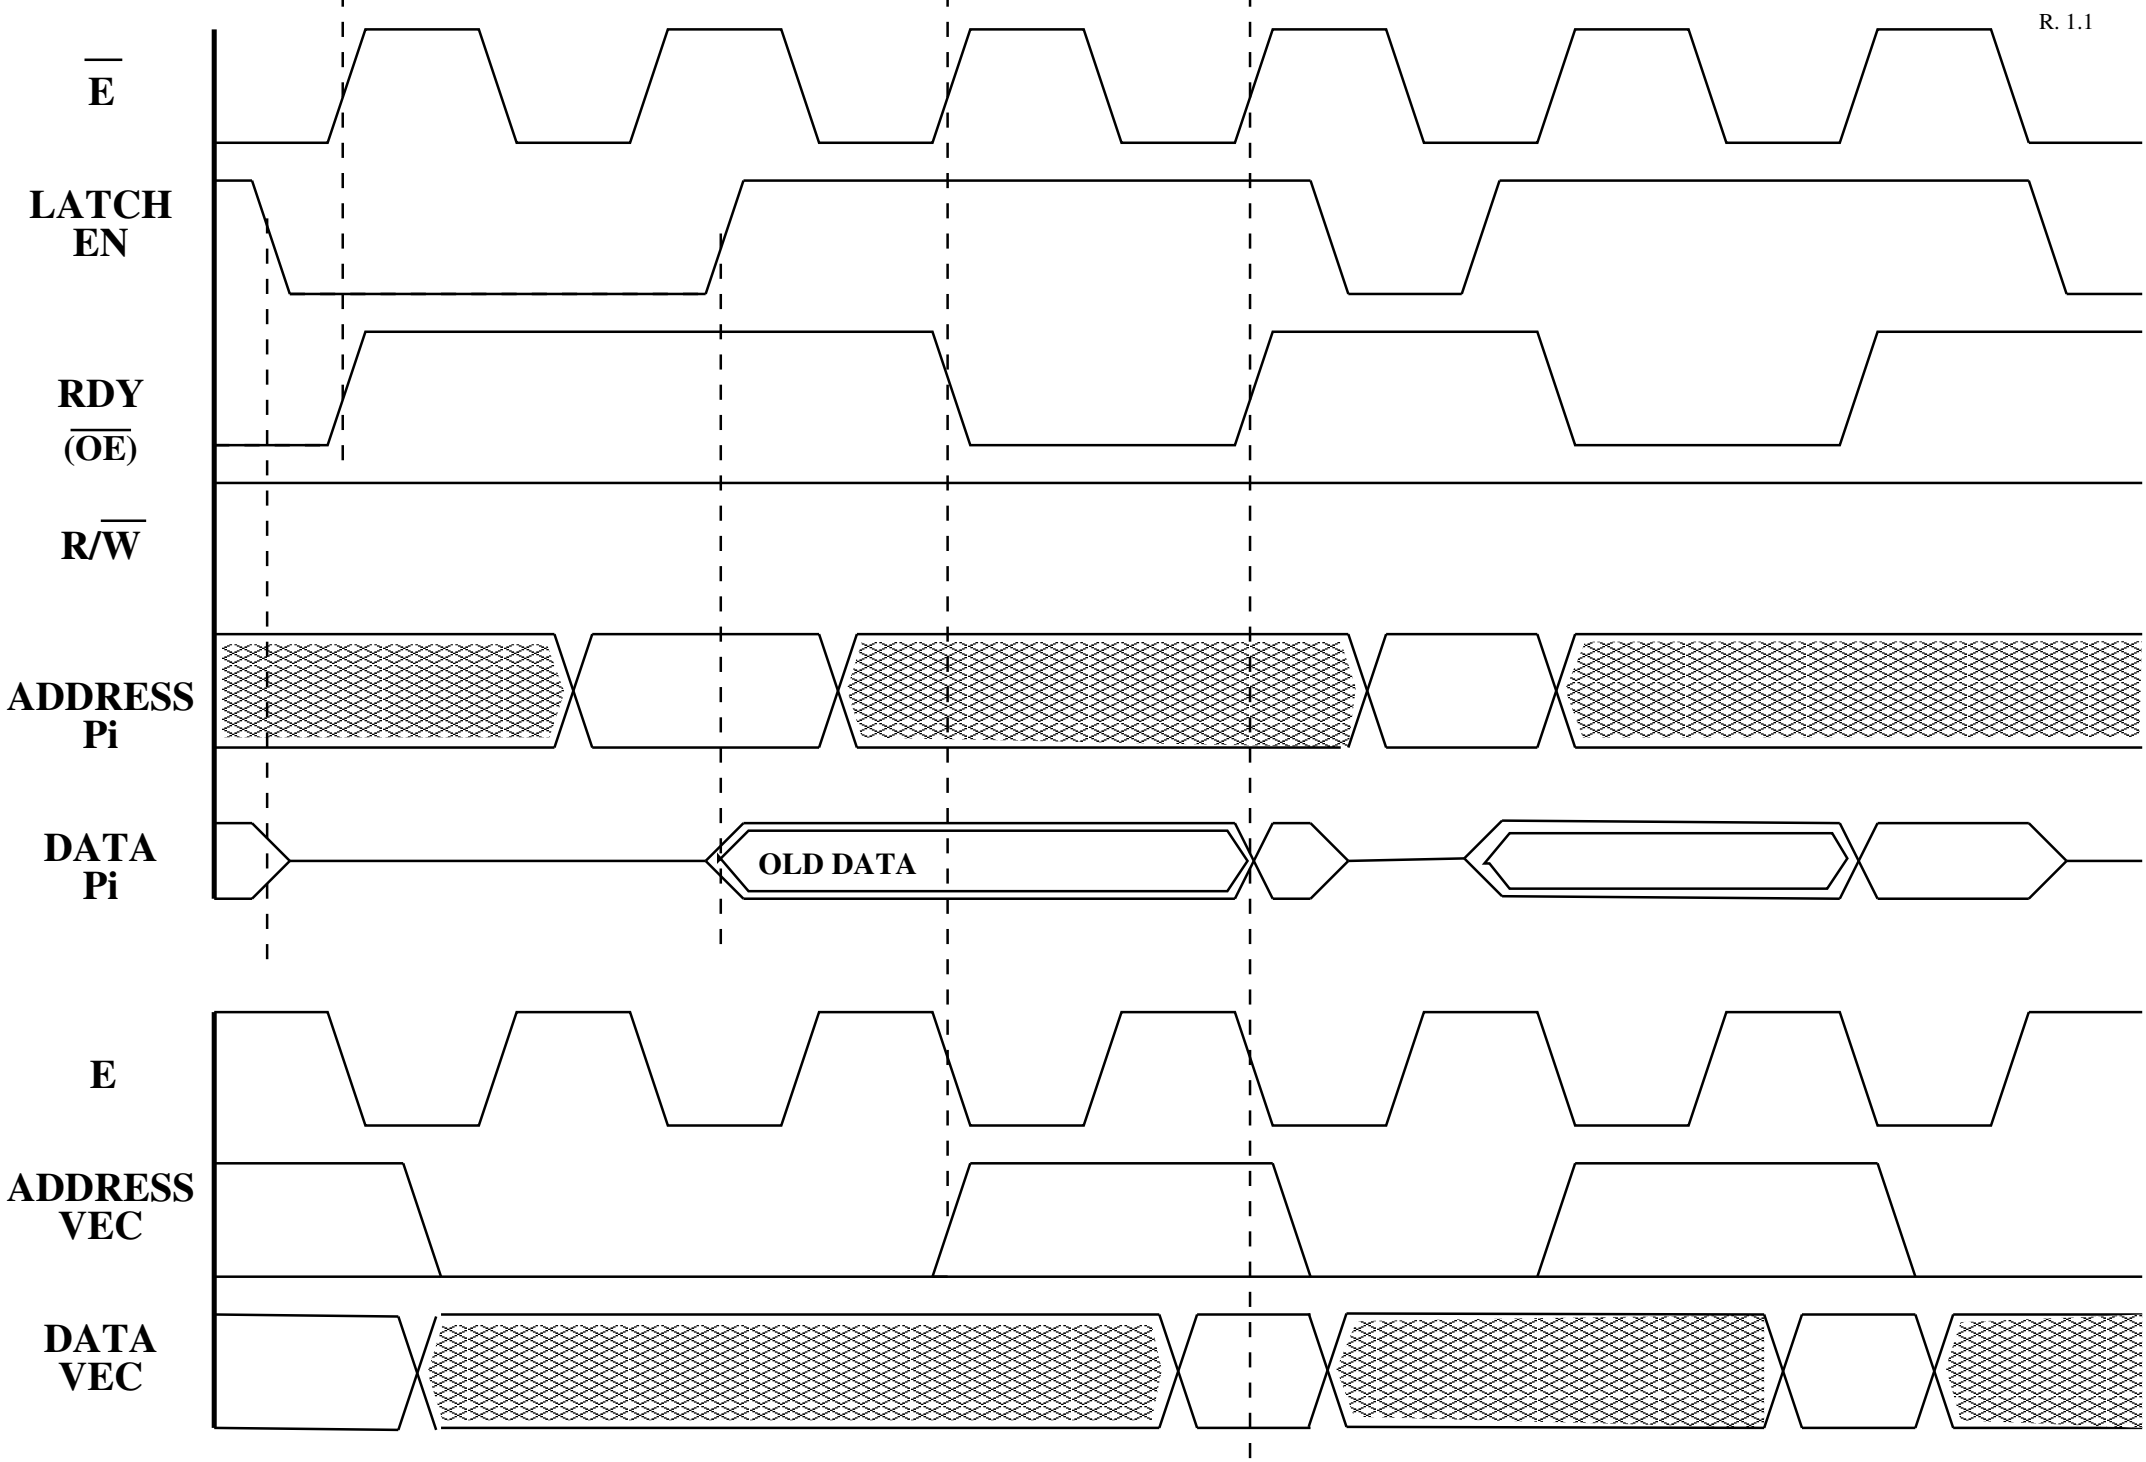 R. 1.1
E
LATCH
EN
RDY
(OE)
R/W
ADDRESS
Pi
DATA
Pi
OLD DATA
E
ADDRESS
VEC
DATA
VEC